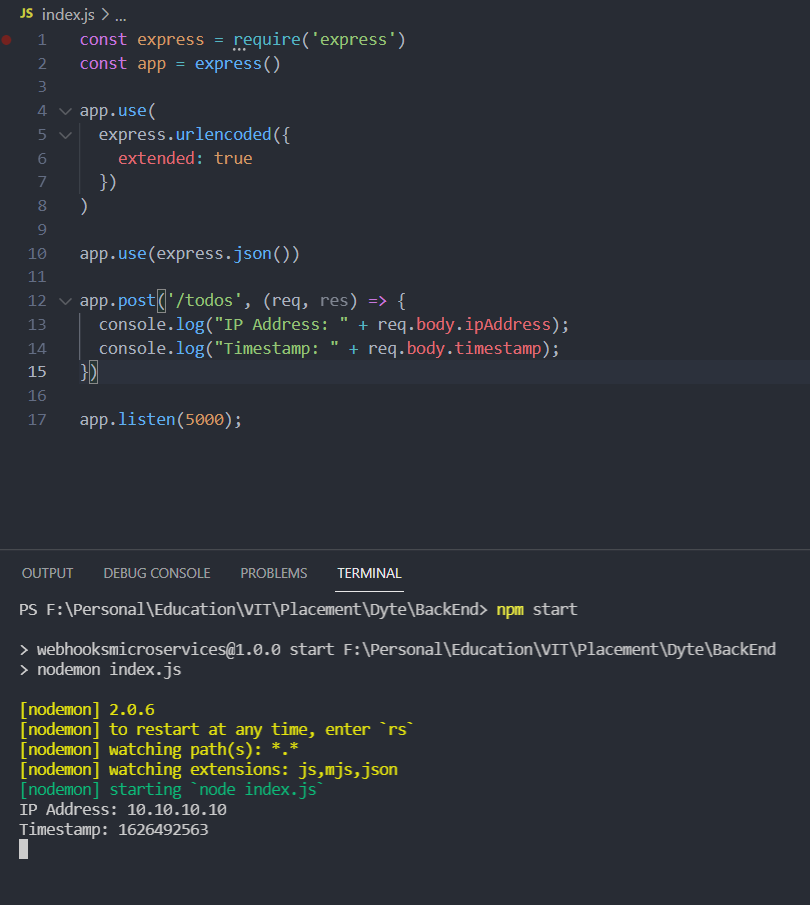 JS index.js > ...
1 const express = require('express')
2 const app = express()
3
4 app.use(
5 express.urlencoded({
6 extended: true
7 })
8 )
9
10 app.use(express.json())
11
12 app.post('/todos', (req, res) => {
13 console.log("IP Address: " + req.body.ipAddress);
14 console.log("Timestamp: " + req.body.timestamp);
15 })
16
17 app.listen(5000);
OUTPUT DEBUG CONSOLE PROBLEMS TERMINAL
PS F:\Personal\Education\VIT\Placement\Dyte\BackEnd> npm start
> webhooksmicroservices@1.0.0 start F:\Personal\Education\VIT\Placement\Dyte\BackEnd
> nodemon index.js
[nodemon] 2.0.6
[nodemon] to restart at any time, enter `rs`
[nodemon] watching path(s): *.*
[nodemon] watching extensions: js,mjs,json
[nodemon] starting `node index.js`
IP Address: 10.10.10.10
Timestamp: 1626492563